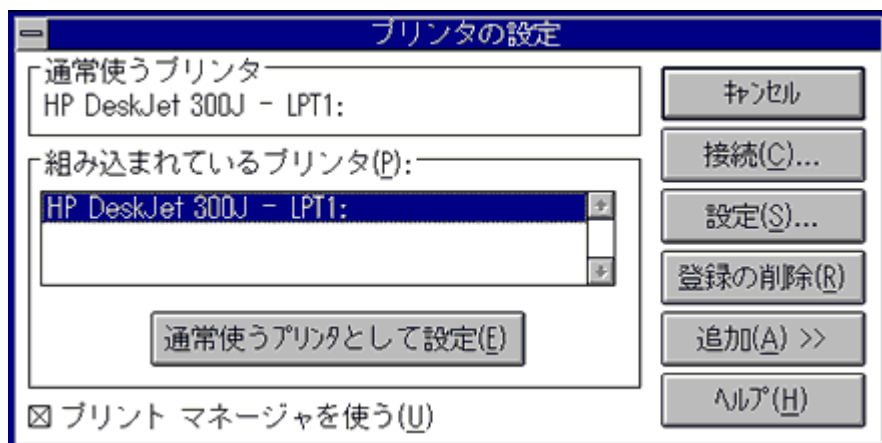 プリンタの設定
通常使うプリンタ
HP DeskJet 300J - LPT1:
組み込まれているプリンタ(P):
HP DeskJet 300J - LPT1:
通常使うプリンタとして設定(E)
プリント マネージャを使う(U)
キャンセル
接続(C)...
設定(S)...
登録の削除(R)
追加(A) >>
ヘルプ(H)